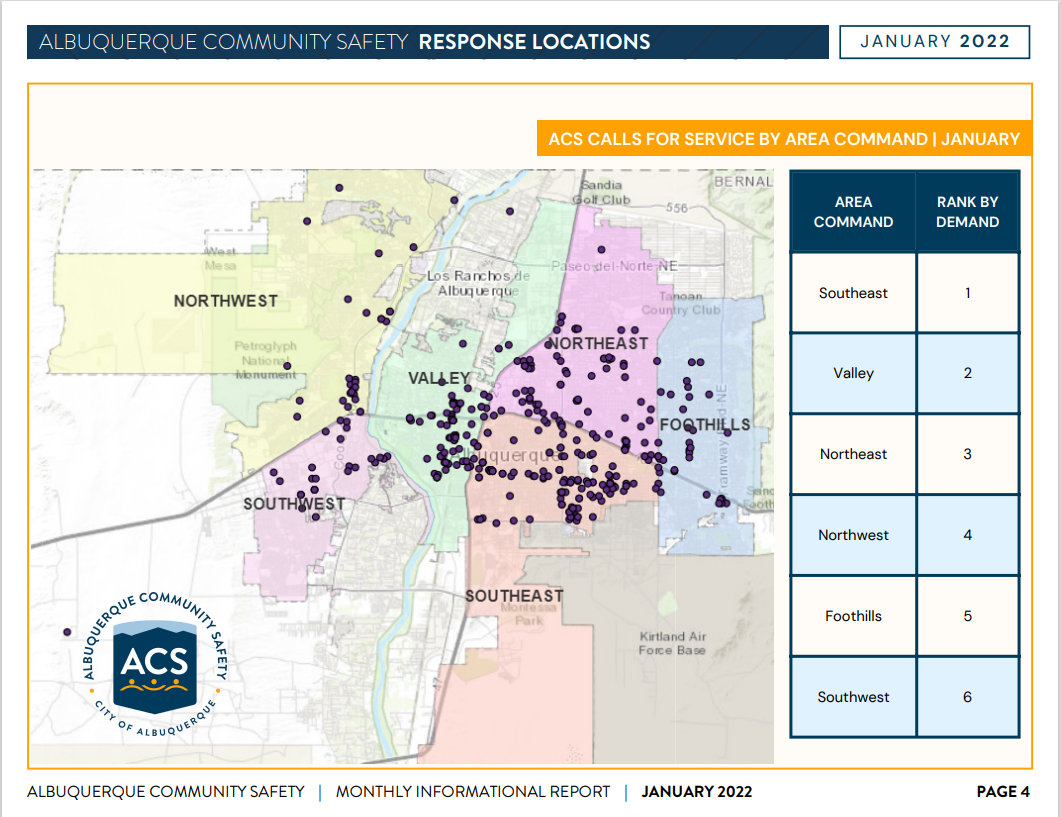 ALBUQUERQUE COMMUNITY SAFETY RESPONSE LOCATIONS
JANUARY 2022
ACS CALLS FOR SERVICE BY AREA COMMAND | JANUARY
Sandia
Golf Club
BERNAL
556
West
Mesa
Los Ranchos de
Albuquerque
Paseo del Norte NE
NORTHWEST
Tanoan
Country Club
Petroglyph
National
Monument
NORTHEAST
VALLEY
FOOTHILLS
Albuquerque
SOUTHWEST
SOUTHEAST
Montessa
Park
Kirtland Air
Force Base
47
ALBUQUERQUE COMMUNITY SAFETY
ACS
CITY OF ALBUQUERQUE
AREA COMMAND RANK BY DEMAND
Southeast 1
Valley 2
Northeast 3
Northwest 4
Foothills 5
Southwest 6
ALBUQUERQUE COMMUNITY SAFETY | MONTHLY INFORMATIONAL REPORT | JANUARY 2022 PAGE 4